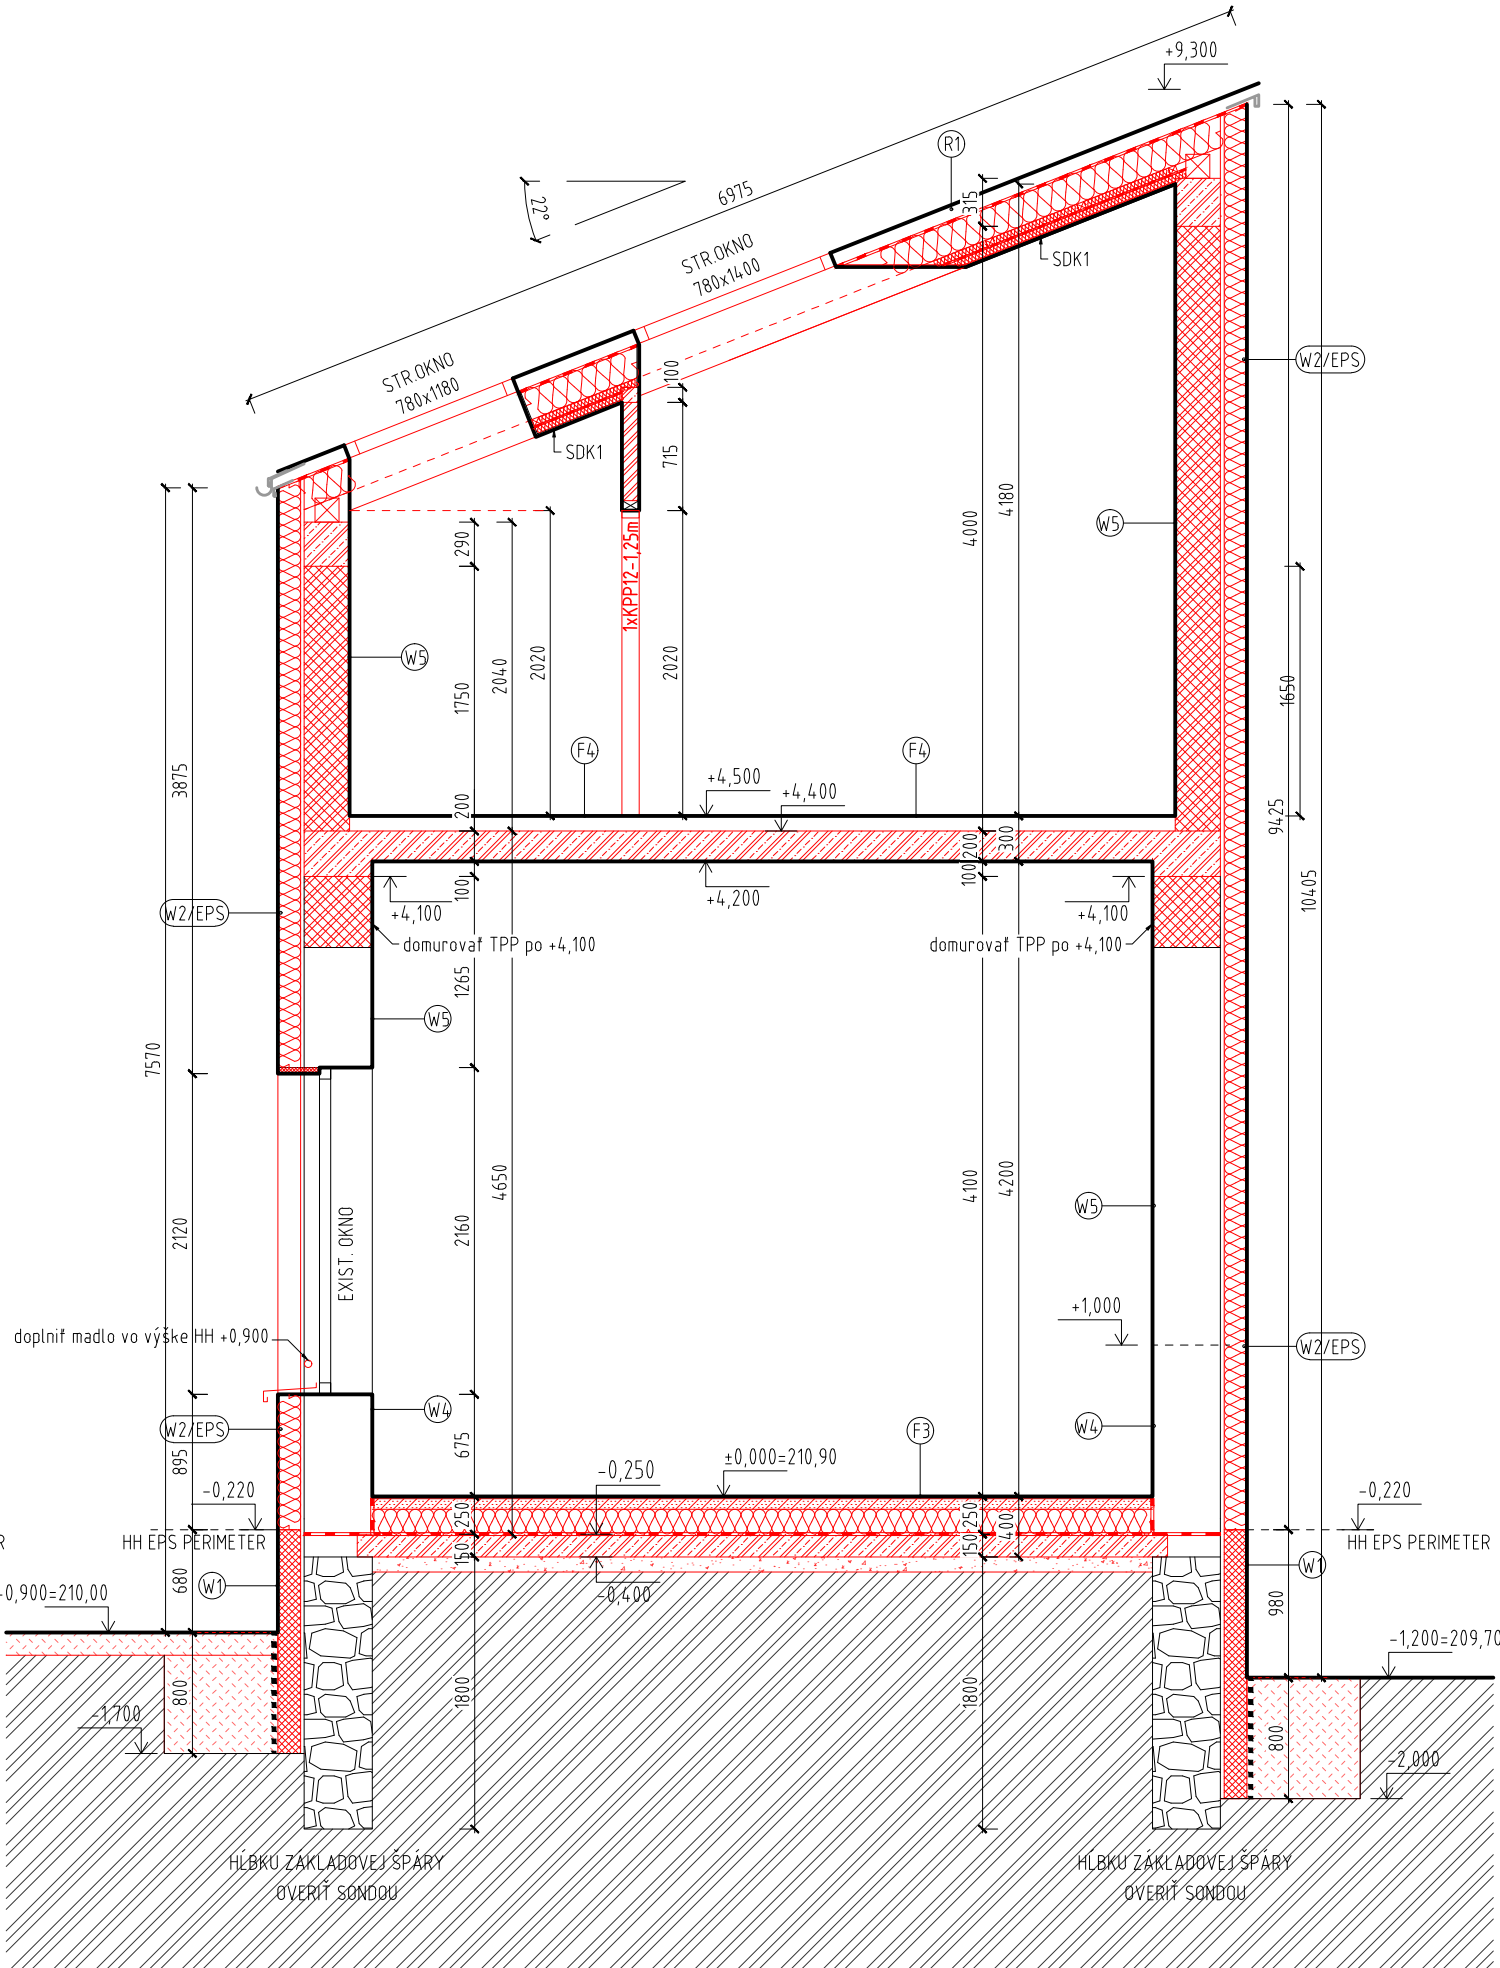 +9,300
R1
6975
22°
315
STR.OKNO
780x1400
SDK1
STR.OKNO
780x1180
W2/EPS
100
SDK1
715
4180
4000
W5
290
1xKPP12-1,25m
W5
2040
2020
2020
1750
1650
F4
F4
3875
+4,500
+4,400
200
9425
300
200
100
100
10405
+4,200
+4,100
+4,100
W2/EPS
domurovať TPP po +4,100
domurovať TPP po +4,100
1265
W5
7570
4650
4100
4200
W5
2120
2160
EXIST. OKNO
+1,000
doplniť madlo vo výške HH +0,900
W2/EPS
W4
W4
W2/EPS
F3
895
675
-0,250
±0,000=210,90
-0,220
-0,220
250
250
400
HH EPS PERIMETER
HH EPS PERIMETER
150
150
W1
W1
680
-0,400
980
0,900=210,00
-1,200=209,70
800
1800
1800
-1,700
800
-2,000
HĹBKU ZÁKLADOVEJ ŠPÁRY
OVERIŤ SONDOU
HĹBKU ZÁKLADOVEJ ŠPÁRY
OVERIŤ SONDOU